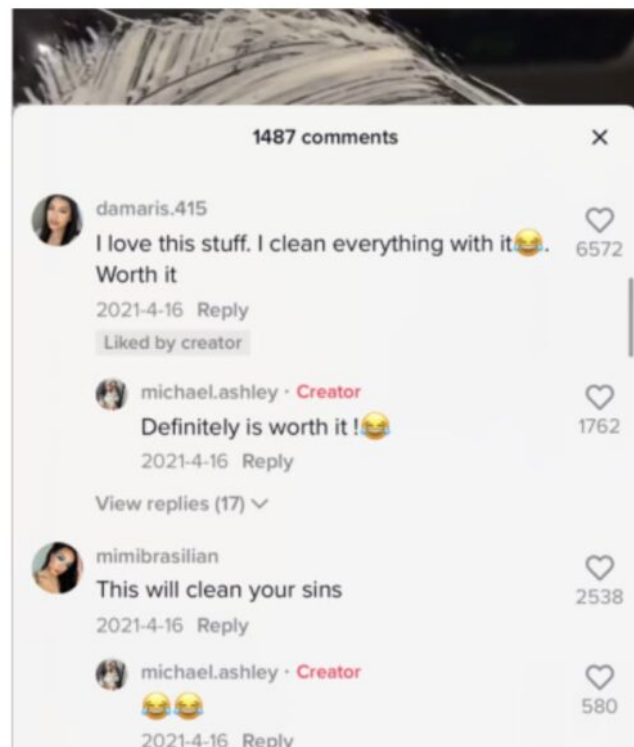 1487 comments
damaris.415
I love this stuff. I clean everything with it😂.
Worth it
6572
2021-4-16 Reply
Liked by creator
michael.ashley · Creator
Definitely is worth it !😂
1762
2021-4-16 Reply
View replies (17)
mimibrasilian
This will clean your sins
2538
2021-4-16 Reply
michael.ashley · Creator
😂😂
580
2021-4-16 Reply